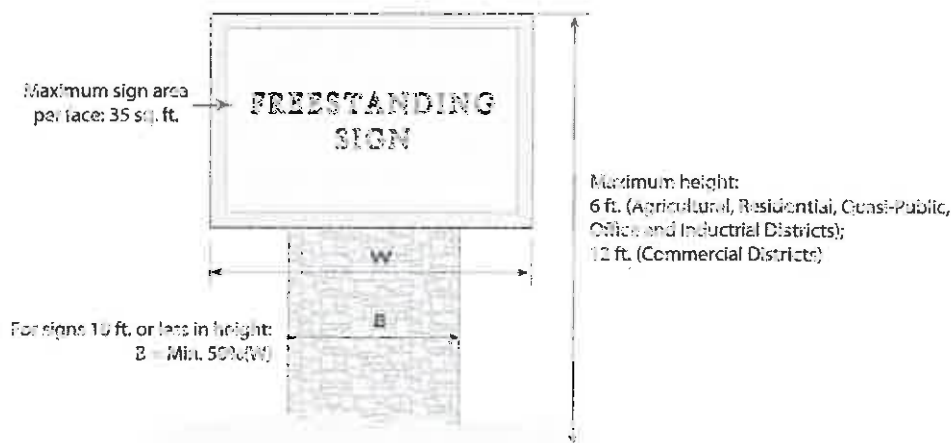 Maximum sign area
per face: 35 sq. ft.
FREESTANDING
SIGN
Maximum height:
6 ft. (Agricultural, Residential, Quasi-Public,
Office and Industrial Districts);
12 ft. (Commercial Districts)
W
B
For signs 10 ft. or less in height:
B = Min. 50%(W)